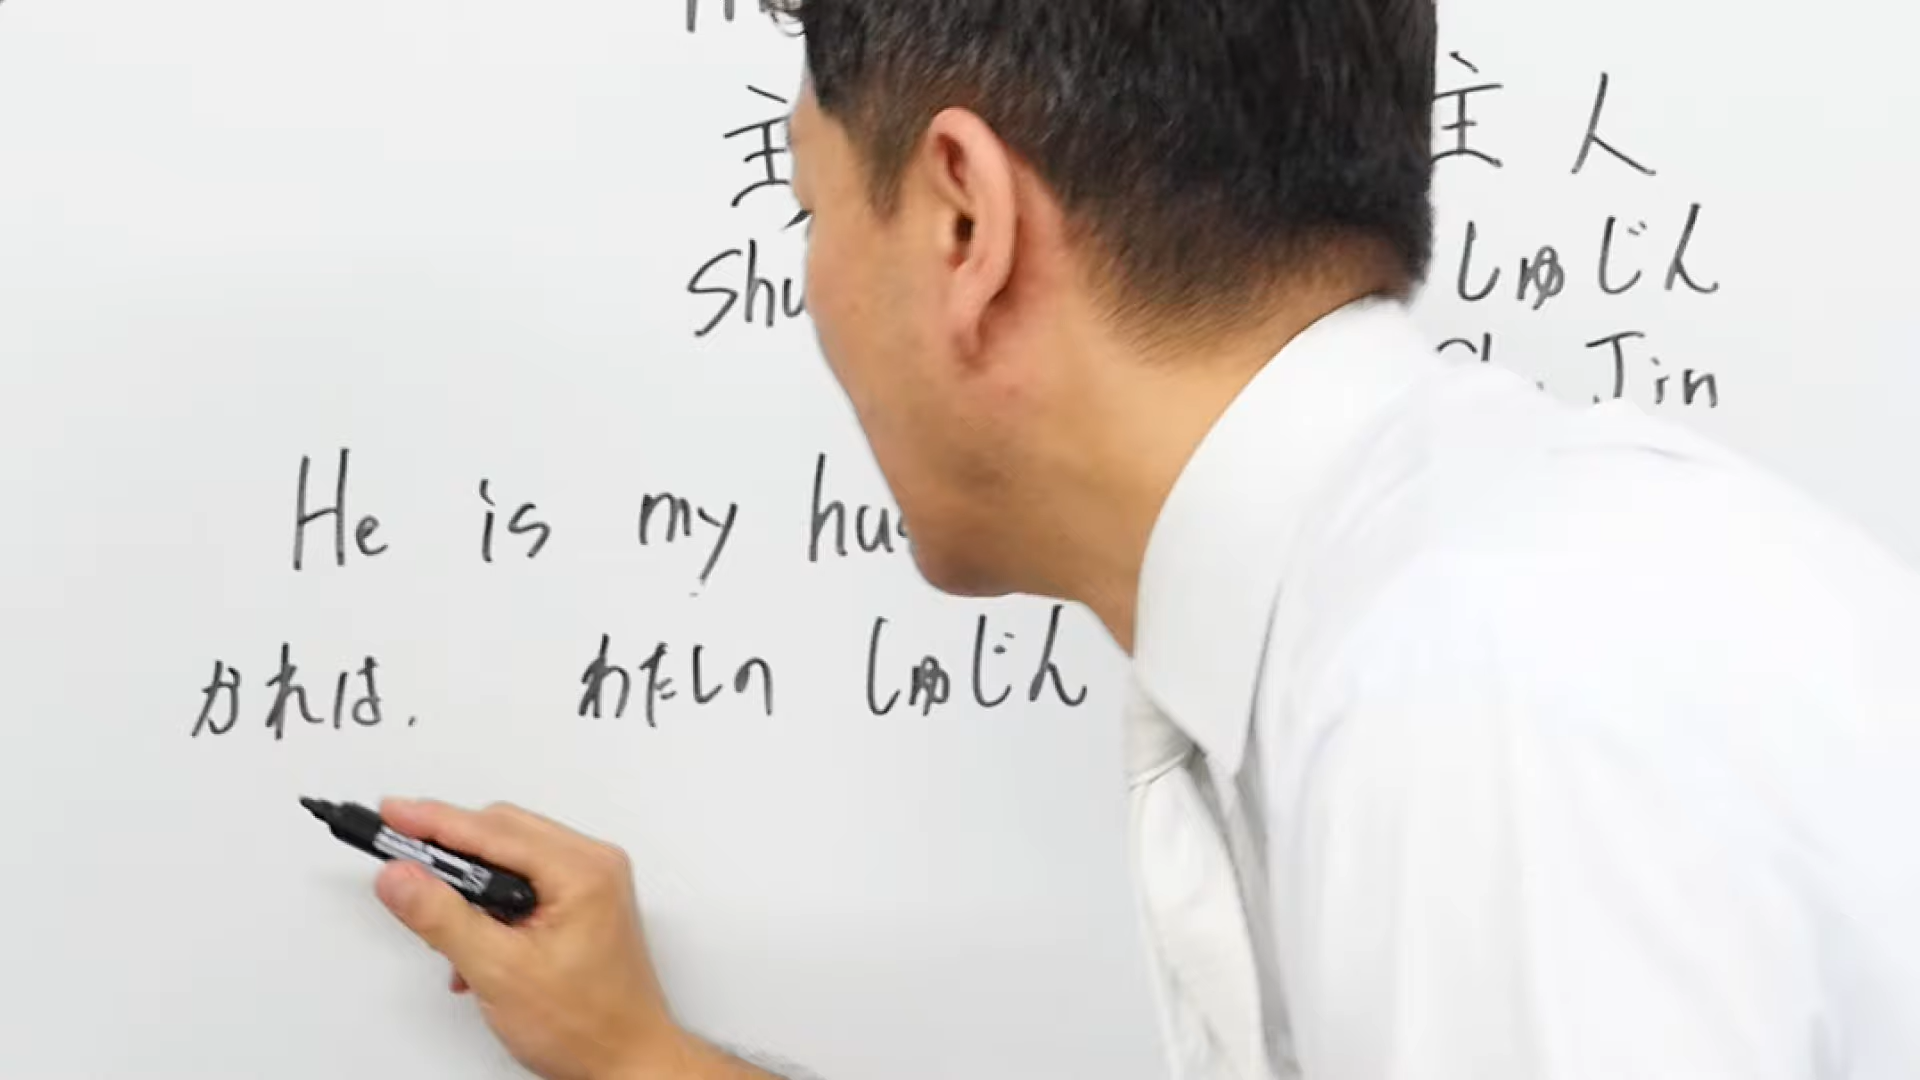 主 主人
Shu しゅじん
Jin
He is my hus
かれは. わたしの しゅじん